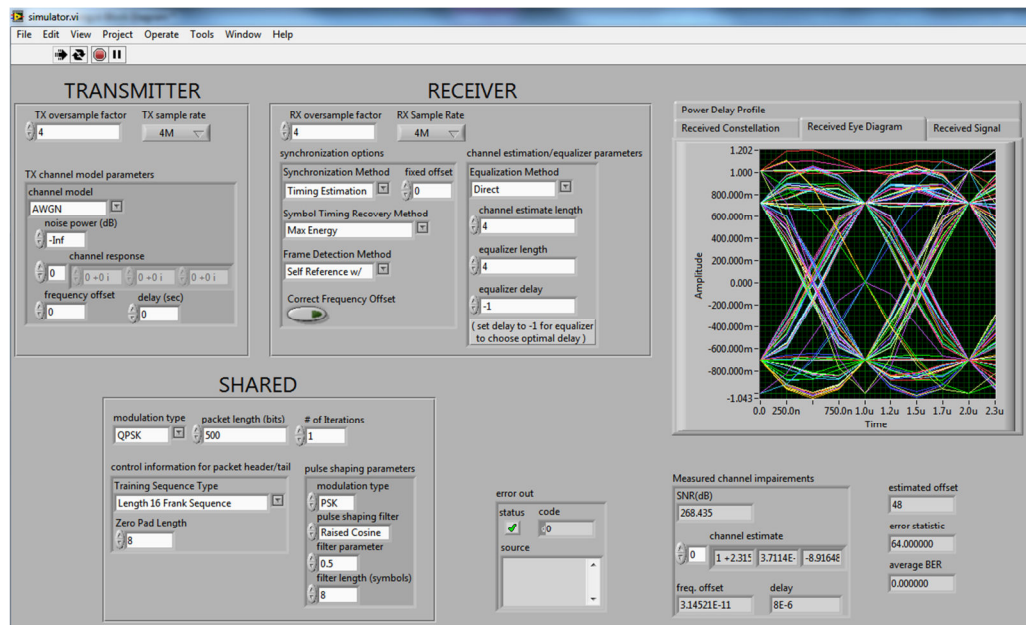 simulator.vi
File Edit View Project Operate Tools Window Help
TRANSMITTER
TX oversample factor TX sample rate
4 4M
TX channel model parameters
channel model
AWGN
noise power (dB)
-Inf
channel response
0 0 +0 i 0 +0 i 0 +0 i
frequency offset delay (sec)
0 0
RECEIVER
RX oversample factor RX Sample Rate
4 4M
synchronization options
Synchronization Method fixed offset
Timing Estimation 0
Symbol Timing Recovery Method
Max Energy
Frame Detection Method
Self Reference w/
Correct Frequency Offset
channel estimation/equalizer parameters
Equalization Method
Direct
channel estimate length
4
equalizer length
4
equalizer delay
-1
( set delay to -1 for equalizer
to choose optimal delay )
Power Delay Profile
Received Constellation Received Eye Diagram Received Signal
1.202
1.000
800.000m
600.000m
400.000m
200.000m
0.000
-200.000m
-400.000m
-600.000m
-800.000m
-1.043
Amplitude
0.0 250.0n 750.0n 1.0u 1.2u 1.5u 1.7u 2.0u 2.3u
Time
SHARED
modulation type packet length (bits) # of Iterations
QPSK 500 1
control information for packet header/tail
Training Sequence Type
Length 16 Frank Sequence
Zero Pad Length
8
pulse shaping parameters
modulation type
PSK
pulse shaping filter
Raised Cosine
filter parameter
0.5
filter length (symbols)
8
error out
status code
0
source
Measured channel impairements
SNR(dB)
268.435
channel estimate
0 1 +2.315 3.7114E- -8.91648
freq. offset delay
3.14521E-11 8E-6
estimated offset
48
error statistic
64.000000
average BER
0.000000